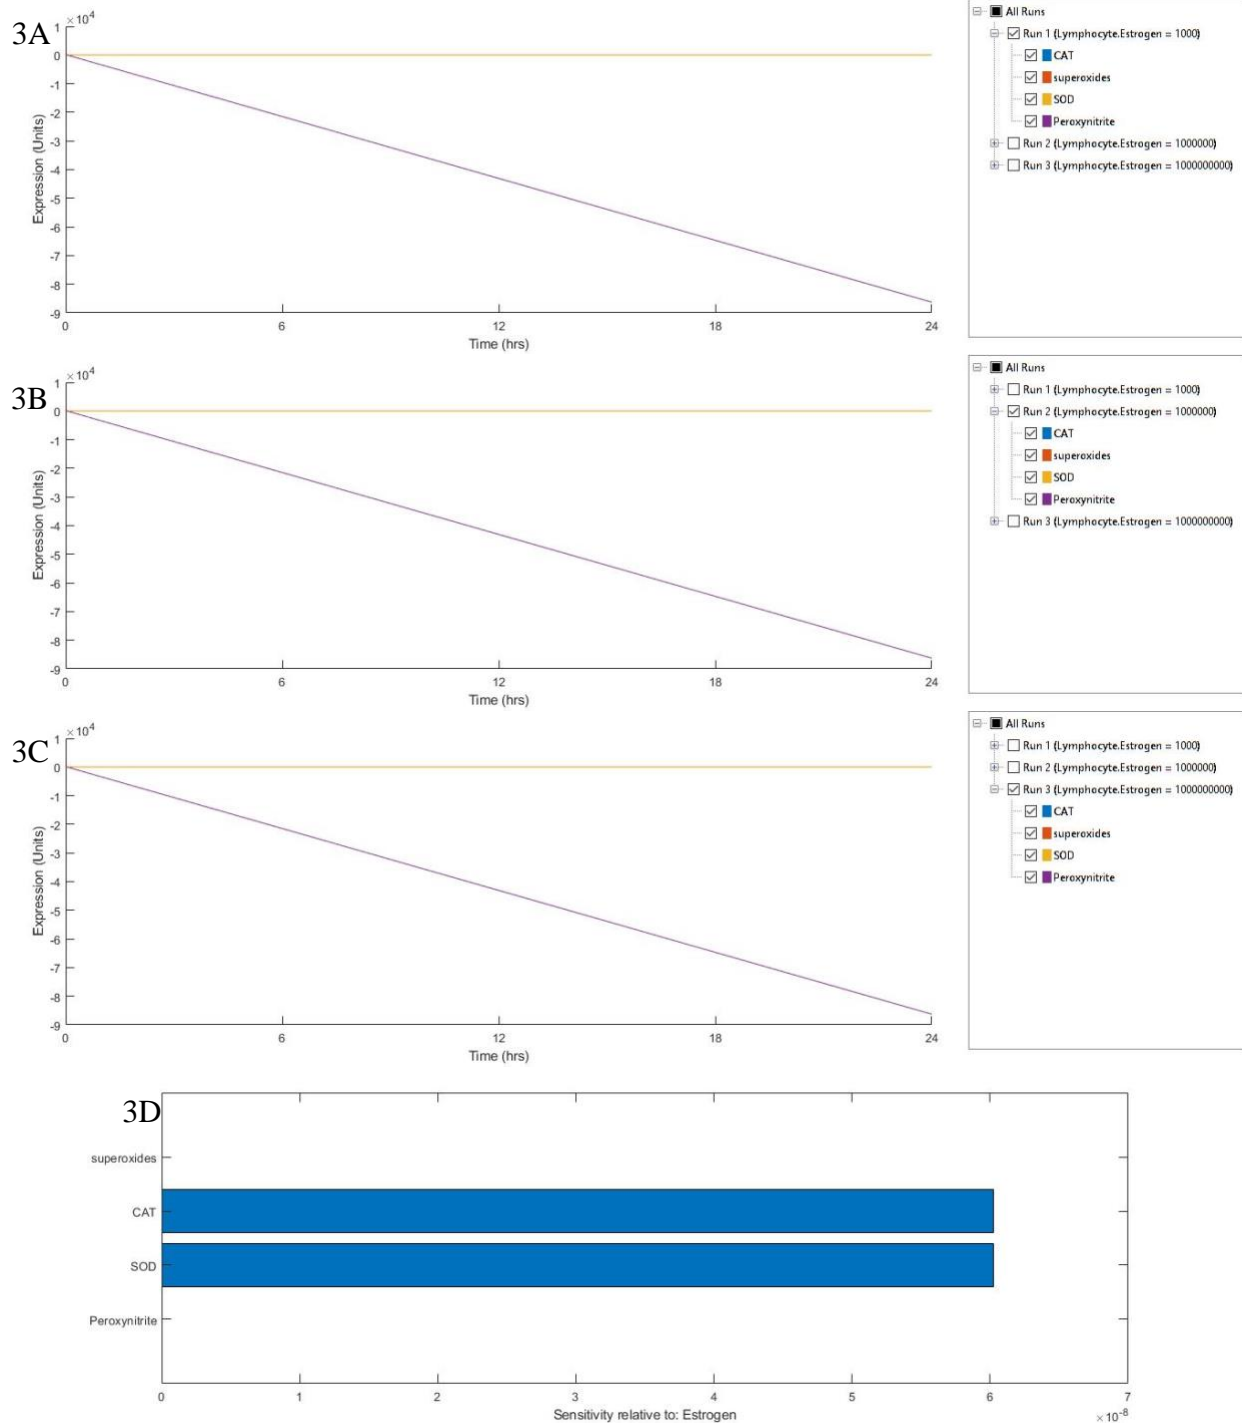 3A
×10⁴
1
0
-1
-2
-3
-4
-5
-6
-7
-8
-9
Expression (Units)
0 6 12 18 24
Time (hrs)
All Runs
Run 1 (Lymphocyte.Estrogen = 1000)
CAT
superoxides
SOD
Peroxynitrite
Run 2 (Lymphocyte.Estrogen = 1000000)
Run 3 (Lymphocyte.Estrogen = 1000000000)
3B
×10⁴
1
0
-1
-2
-3
-4
-5
-6
-7
-8
-9
Expression (Units)
0 6 12 18 24
Time (hrs)
All Runs
Run 1 (Lymphocyte.Estrogen = 1000)
Run 2 (Lymphocyte.Estrogen = 1000000)
CAT
superoxides
SOD
Peroxynitrite
Run 3 (Lymphocyte.Estrogen = 1000000000)
3C
×10⁴
1
0
-1
-2
-3
-4
-5
-6
-7
-8
-9
Expression (Units)
0 6 12 18 24
Time (hrs)
All Runs
Run 1 (Lymphocyte.Estrogen = 1000)
Run 2 (Lymphocyte.Estrogen = 1000000)
Run 3 (Lymphocyte.Estrogen = 1000000000)
CAT
superoxides
SOD
Peroxynitrite
3D
superoxides
CAT
SOD
Peroxynitrite
0 1 2 3 4 5 6 7
Sensitivity relative to: Estrogen
×10⁻⁸